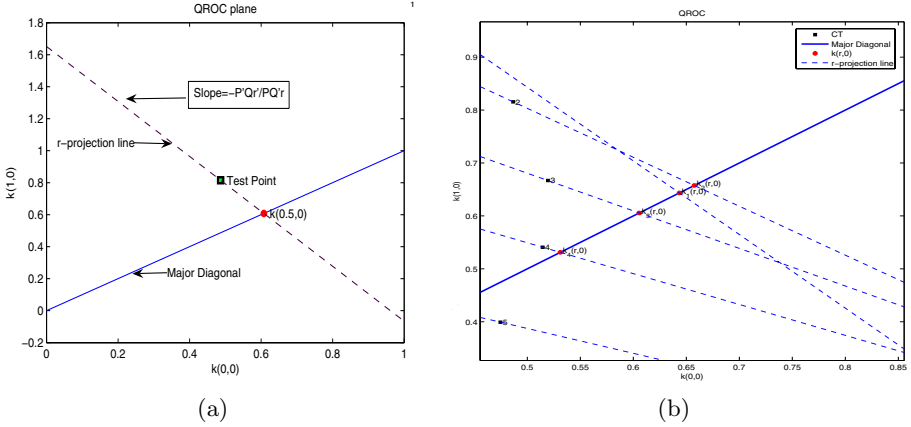 QROC plane
1
1.8
1.6
1.4
1.2
1
0.8
0.6
0.4
0.2
0
−0.2
k(1,0)
Slope=−P'Qr'/PQ'r
r−projection line
Test Point
k(0.5,0)
Major Diagonal
0 0.2 0.4 0.6 0.8 1
k(0,0)
(a)
QROC
CT
Major Diagonal
k(r,0)
r−projection line
0.9
0.8
0.7
0.6
0.5
0.4
k(1,0)
2
3
4
5
k(r,0)
k1(r,0)
k(r,0)
k4(r,0)
0.5 0.55 0.6 0.65 0.7 0.75 0.8 0.85
k(0,0)
(b)